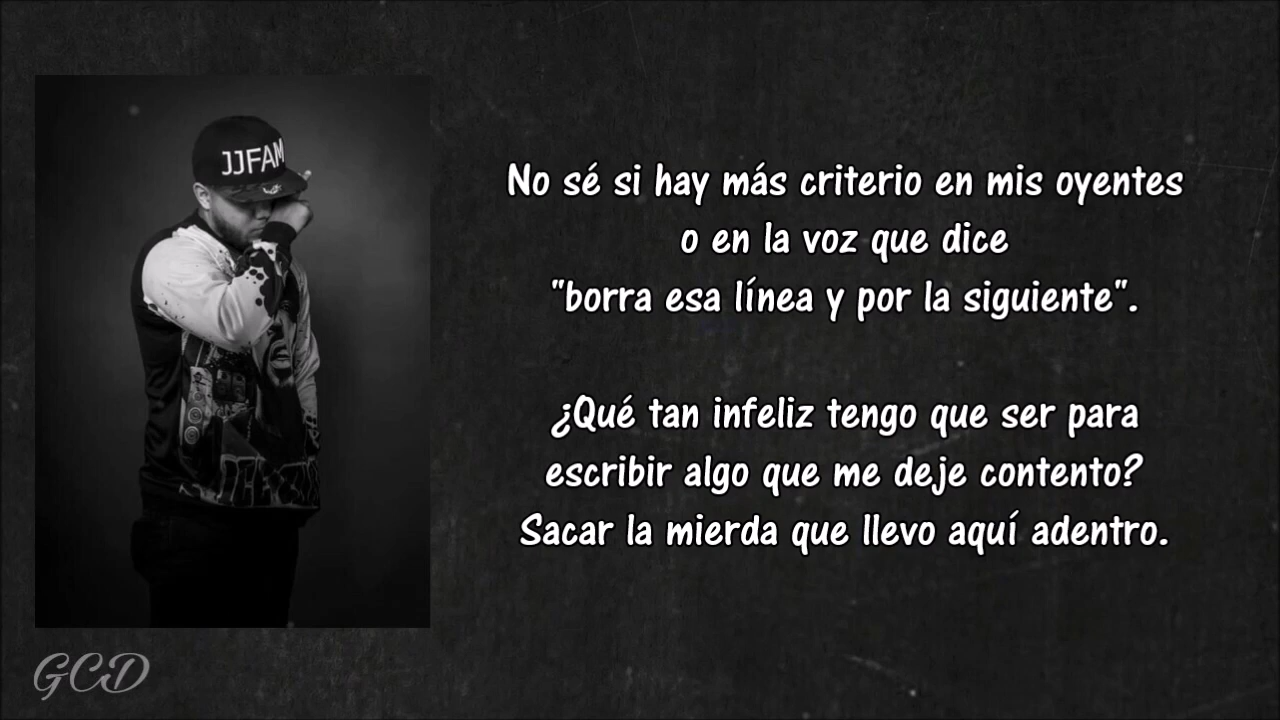 JJFAM
No sé si hay más criterio en mis oyentes
o en la voz que dice
"borra esa línea y por la siguiente".
¿Qué tan infeliz tengo que ser para
escribir algo que me deje contento?
Sacar la mierda que llevo aquí adentro.
GCD